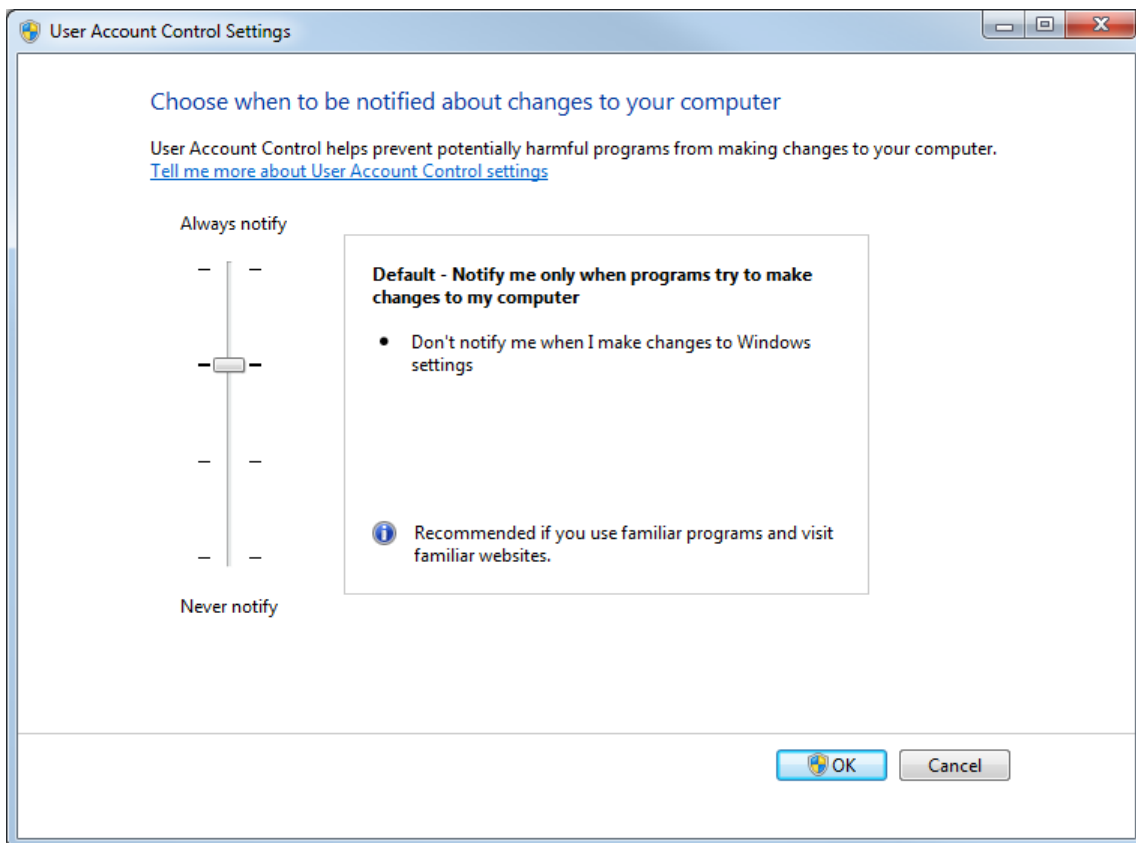 User Account Control Settings
Choose when to be notified about changes to your computer
User Account Control helps prevent potentially harmful programs from making changes to your computer.
Tell me more about User Account Control settings
Always notify
Default - Notify me only when programs try to make
changes to my computer
● Don't notify me when I make changes to Windows
settings
Recommended if you use familiar programs and visit
familiar websites.
Never notify
OK
Cancel